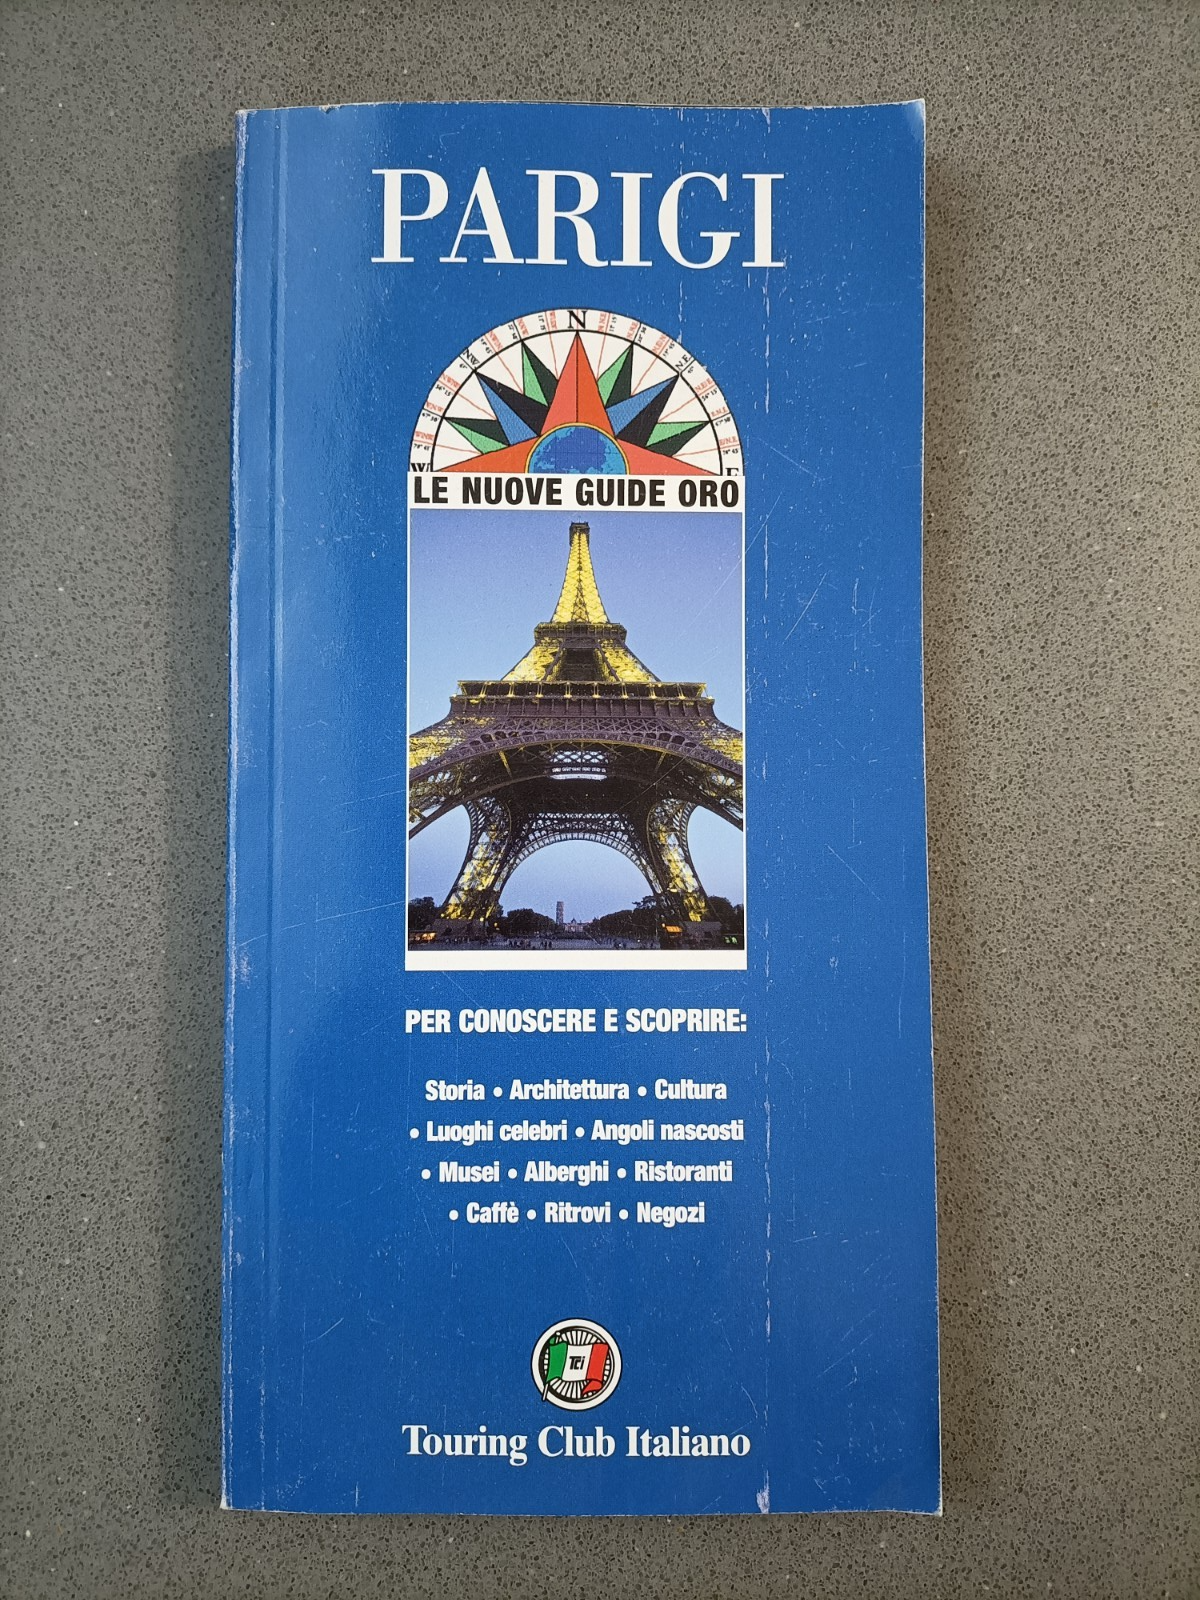 PARIGI
N
W
E
LE NUOVE GUIDE ORO
PER CONOSCERE E SCOPRIRE:
Storia • Architettura • Cultura
• Luoghi celebri • Angoli nascosti
• Musei • Alberghi • Ristoranti
• Caffè • Ritrovi • Negozi
Tci
Touring Club Italiano